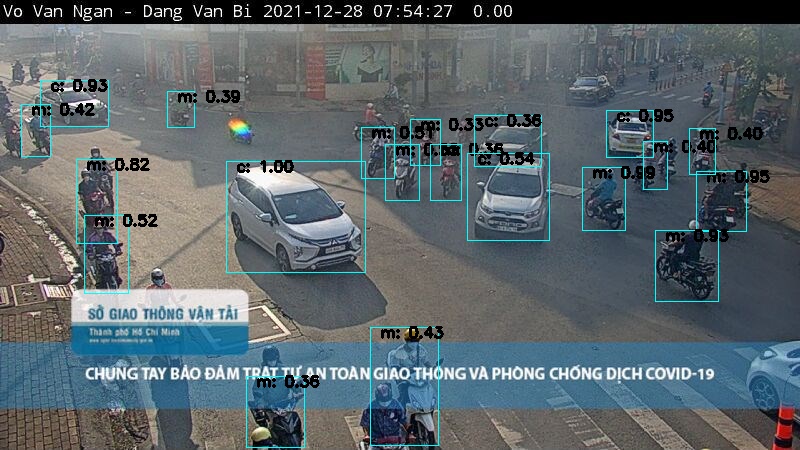 Vo Van Ngan - Dang Van Bi 2021-12-28 07:54:27 0.00
c: 0.93
m: 0.42
m: 0.39
m: 0.82
m: 0.52
c: 1.00
m: 0.51
m: 0.33
c: 0.36
c: 0.54
c: 0.95
m: 0.40
m: 0.40
m: 0.99
m: 0.95
m: 0.93
m: 0.43
m: 0.36
SỞ GIAO THÔNG VẬN TẢI
Thành phố Hồ Chí Minh
CHUNG TAY BẢO ĐẢM TRẬT TỰ AN TOÀN GIAO THÔNG VÀ PHÒNG CHỐNG DỊCH COVID-19